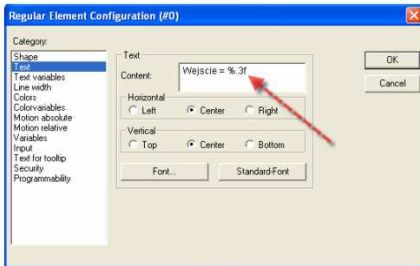 Regular Element Configuration (#0)
Category:
Shape
Text
Text variables
Line width
Colors
Colorvariables
Motion absolute
Motion relative
Variables
Input
Text for tooltip
Security
Programmability
Text
Content:
Wejscie = %.3f
Horizontal
Left Center Right
Vertical
Top Center Bottom
Font... Standard-Font
OK
Cancel